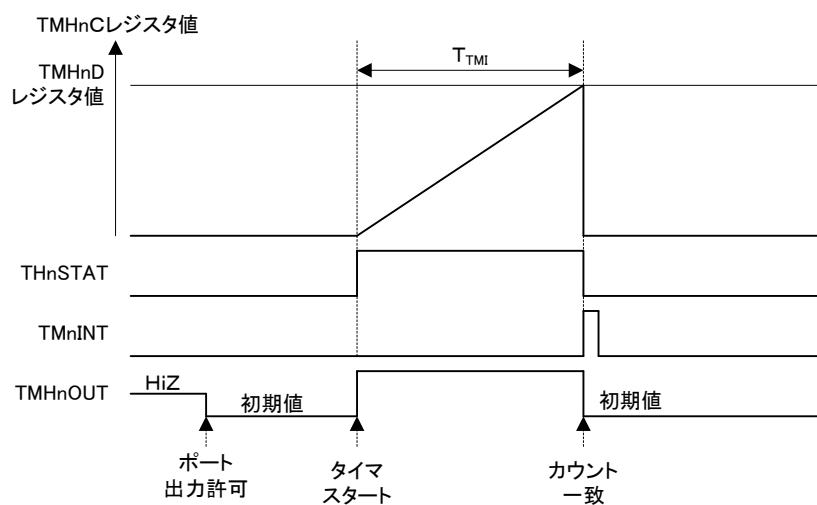 TMHnCレジスタ値
TMHnD
レジスタ値
TTMI
THnSTAT
TMnINT
TMHnOUT
HiZ
初期値
初期値
ポート
出力許可
タイマ
スタート
カウント
一致